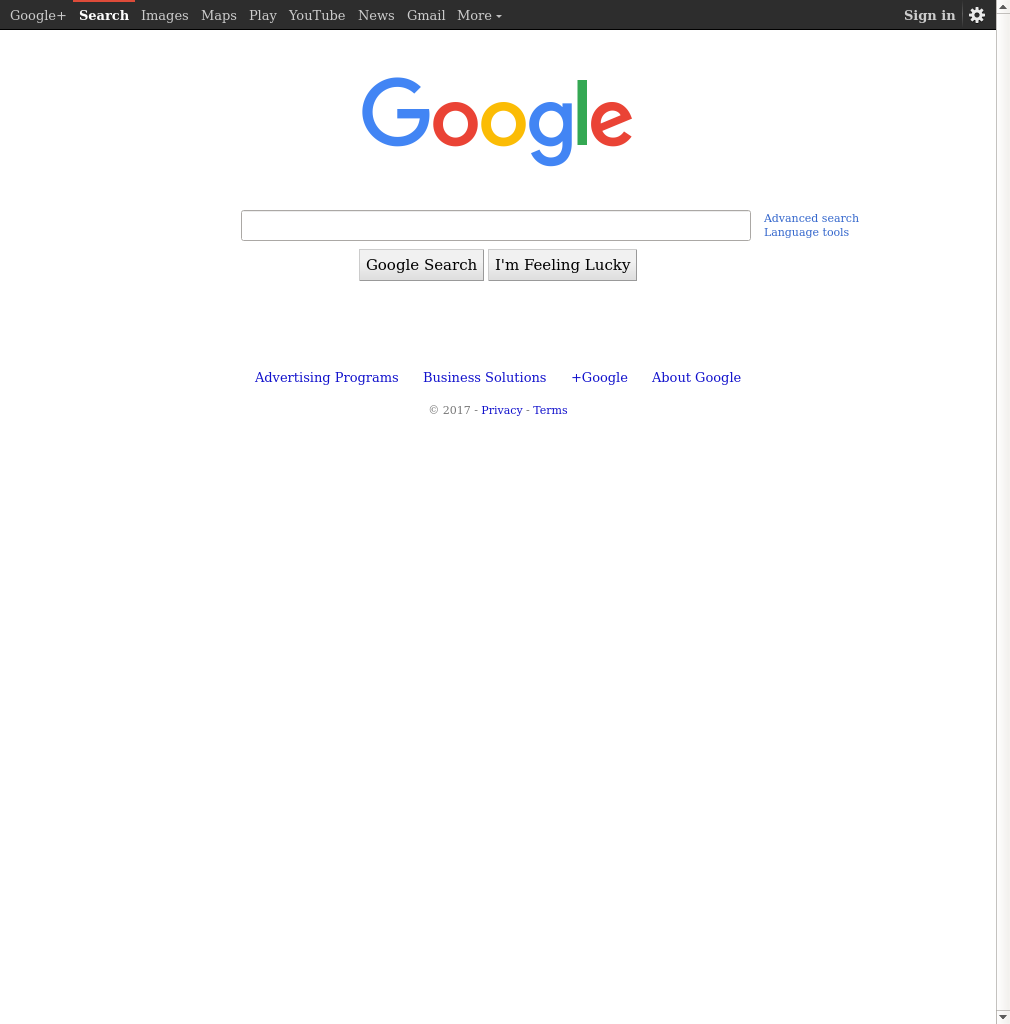 Google+ Search Images Maps Play YouTube News Gmail More Sign in
Google
Advanced search
Language tools
Google Search I'm Feeling Lucky
Advertising Programs Business Solutions +Google About Google
© 2017 - Privacy - Terms